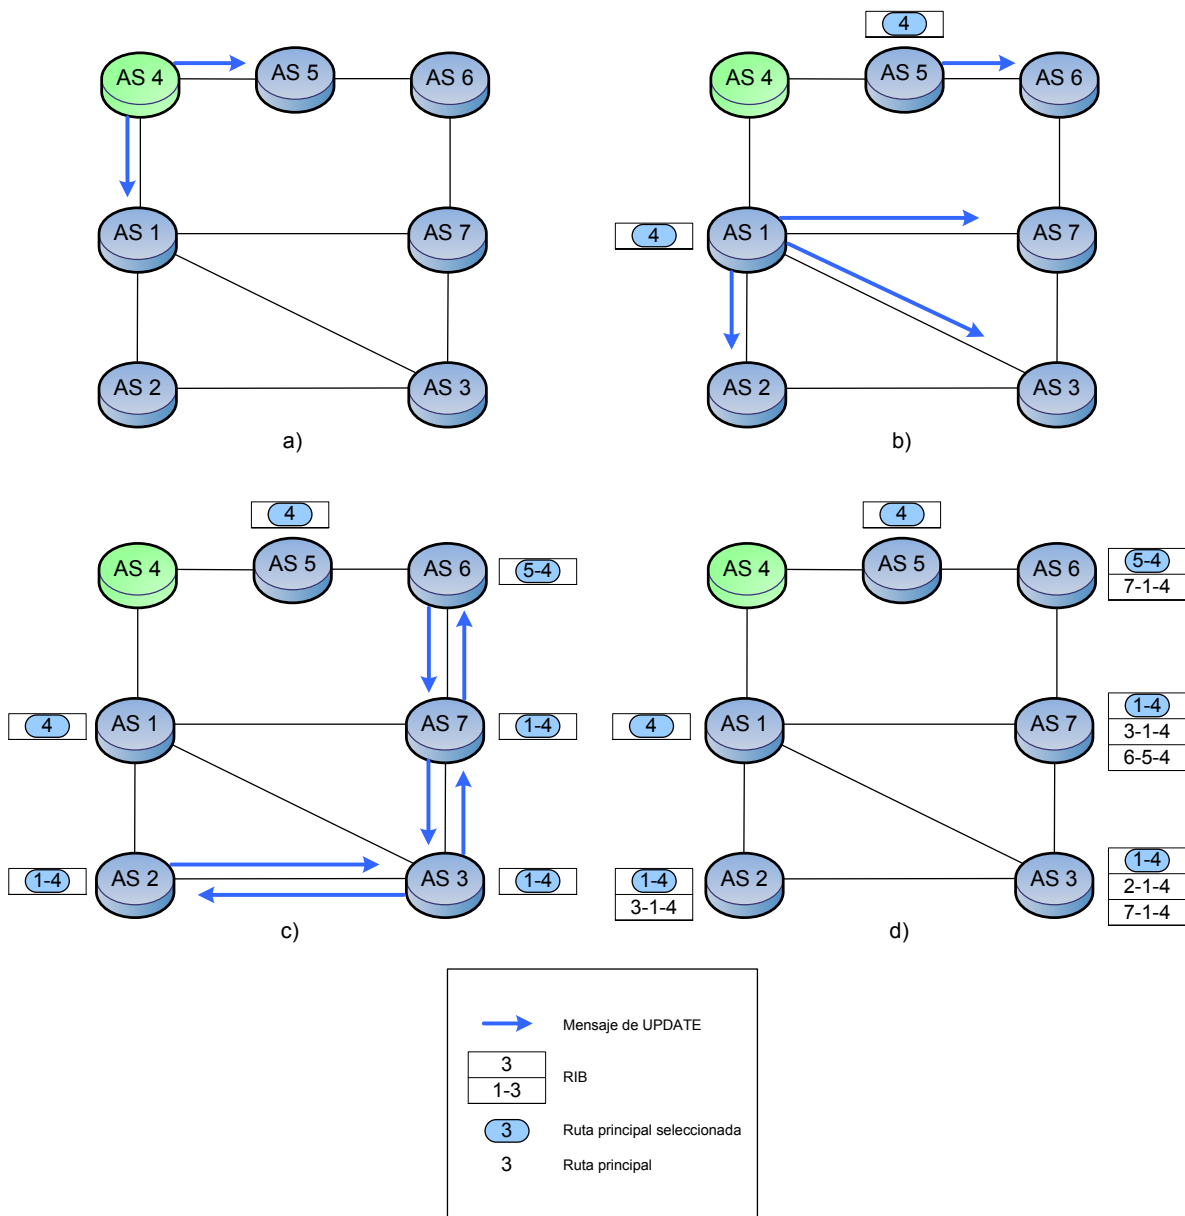 AS 4
AS 5
AS 6
AS 1
AS 7
AS 2
AS 3
a)
4
AS 4
AS 5
AS 6
4
AS 1
AS 7
AS 2
AS 3
b)
4
AS 4
AS 5
AS 6
5-4
4
AS 1
AS 7
1-4
1-4
AS 2
AS 3
1-4
c)
4
AS 4
AS 5
AS 6
5-4
7-1-4
4
AS 1
AS 7
1-4
3-1-4
6-5-4
1-4
3-1-4
AS 2
AS 3
1-4
2-1-4
7-1-4
d)
Mensaje de UPDATE
3
1-3
RIB
3
Ruta principal seleccionada
3
Ruta principal